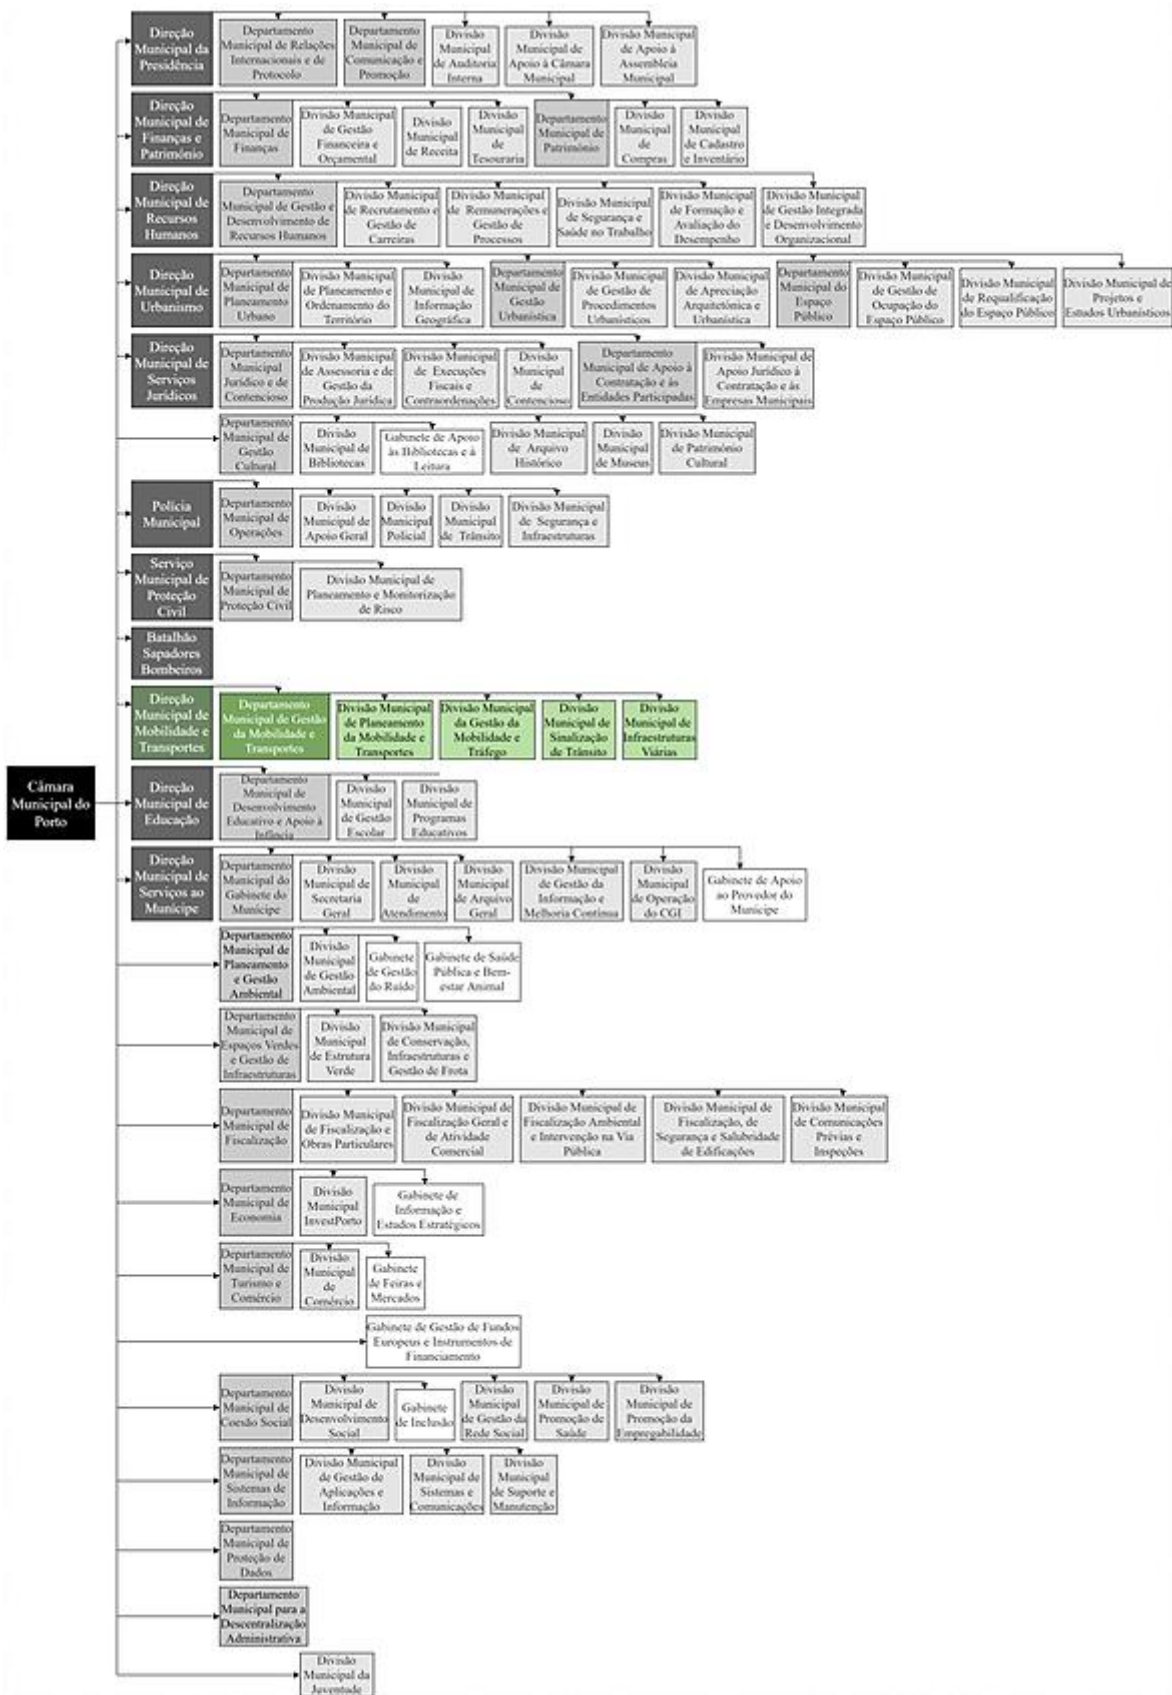 Direção
Municipal da
Presidência
Departamento
Municipal de Relações
Internacionais e de
Protocolo
Departamento
Municipal de
Comunicação e
Promoção
Divisão
Municipal
de Auditoria
Interna
Divisão
Municipal de
Apoio à Câmara
Municipal
Divisão Municipal
de Apoio à
Assembleia
Municipal
Direção
Municipal de
Finanças e
Património
Departamento
Municipal de
Finanças
Divisão Municipal
de Gestão
Financeira e
Orçamental
Divisão
Municipal
de Receita
Divisão
Municipal
de
Tesouraria
Departamento
Municipal de
Património
Divisão
Municipal
de
Compras
Divisão
Municipal
de Cadastro
e Inventário
Direção
Municipal de
Recursos
Humanos
Departamento
Municipal de Gestão e
Desenvolvimento de
Recursos Humanos
Divisão Municipal
de Recrutamento e
Gestão de
Carreiras
Divisão Municipal
de Remunerações e
Gestão de
Processos
Divisão Municipal
de Segurança e
Saúde no Trabalho
Divisão Municipal
de Formação e
Avaliação do
Desempenho
Divisão Municipal
de Gestão Integrada
e Desenvolvimento
Organizacional
Direção
Municipal de
Urbanismo
Departamento
Municipal de
Planeamento
Urbano
Divisão Municipal
de Planeamento e
Ordenamento do
Território
Divisão
Municipal de
Informação
Geográfica
Departamento
Municipal de
Gestão
Urbanística
Divisão Municipal
de Gestão de
Procedimentos
Urbanísticos
Divisão Municipal
de Apreciação
Arquitetónica e
Urbanística
Departamento
Municipal do
Espaço
Público
Divisão Municipal
de Gestão de
Ocupação do
Espaço Público
Divisão Municipal
de Requalificação
do Espaço Público
Divisão Municipal de
Projetos e
Estudos Urbanísticos
Direção
Municipal de
Serviços
Jurídicos
Departamento
Municipal
Jurídico e de
Contencioso
Divisão Municipal
de Assessoria e de
Gestão da
Produção Jurídica
Divisão Municipal
de Execuções
Fiscais e
Contraordenações
Divisão
Municipal
de
Contencioso
Departamento
Municipal de Apoio à
Contratação e às
Entidades Participadas
Divisão Municipal de
Apoio Jurídico à
Contratação e às
Empresas Municipais
Departamento
Municipal de
Gestão
Cultural
Divisão
Municipal de
Bibliotecas
Gabinete de Apoio
às Bibliotecas e à
Leitura
Divisão Municipal
de Arquivo
Histórico
Divisão
Municipal
de Museus
Divisão Municipal
de Património
Cultural
Polícia
Municipal
Departamento
Municipal de
Operações
Divisão
Municipal de
Apoio Geral
Divisão
Municipal
Policial
Divisão
Municipal
de Trânsito
Divisão Municipal
de Segurança e
Infraestruturas
Serviço
Municipal de
Proteção
Civil
Departamento
Municipal de
Proteção Civil
Divisão Municipal de
Planeamento e Monitorização
de Risco
Batalhão
Sapadores
Bombeiros
Direção
Municipal de
Mobilidade e
Transportes
Departamento
Municipal de Gestão
da Mobilidade e
Transportes
Divisão Municipal
de Planeamento
da Mobilidade e
Transportes
Divisão Municipal
da Gestão da
Mobilidade e
Tráfego
Divisão
Municipal de
Sinalização
de Trânsito
Divisão
Municipal de
Infraestruturas
Viárias
Câmara
Municipal do
Porto
Direção
Municipal de
Educação
Departamento
Municipal de
Desenvolvimento
Educativo e Apoio à
Infância
Divisão
Municipal
de Gestão
Escolar
Divisão
Municipal de
Programas
Educativos
Direção
Municipal de
Serviços ao
Munícipe
Departamento
Municipal do
Gabinete do
Munícipe
Divisão
Municipal de
Secretaria
Geral
Divisão
Municipal
de
Atendimento
Divisão
Municipal
de Arquivo
Geral
Divisão Municipal
de Gestão da
Informação e
Melhoria Contínua
Divisão
Municipal
de Operação
do CGI
Gabinete de Apoio
ao Provedor do
Munícipe
Departamento
Municipal de
Planeamento
e Gestão
Ambiental
Divisão
Municipal
de Gestão
Ambiental
Gabinete
de Gestão
do Ruído
Gabinete de Saúde
Pública e Bem-
estar Animal
Departamento
Municipal de
Espaços Verdes
e Gestão de
Infraestruturas
Divisão
Municipal
de Estrutura
Verde
Divisão Municipal
de Conservação,
Infraestruturas e
Gestão de Frota
Departamento
Municipal de
Fiscalização
Divisão Municipal
de Fiscalização e
Obras Particulares
Divisão Municipal de
Fiscalização Geral e
de Atividade
Comercial
Divisão Municipal de
Fiscalização Ambiental
e Intervenção na Via
Pública
Divisão Municipal de
Fiscalização, de
Segurança e Salubridade
de Edificações
Divisão Municipal
de Comunicações
Prévias e
Inspeções
Departamento
Municipal de
Economia
Divisão
Municipal
InvestPorto
Gabinete de
Informação e
Estudos Estratégicos
Departamento
Municipal de
Turismo e
Comércio
Divisão
Municipal
de
Comércio
Gabinete
de Feiras e
Mercados
Gabinete de Gestão de Fundos
Europeus e Instrumentos de
Financiamento
Departamento
Municipal de
Coesão Social
Divisão
Municipal de
Desenvolvimento
Social
Gabinete
de Inclusão
Divisão
Municipal
de Gestão da
Rede Social
Divisão
Municipal de
Promoção de
Saúde
Divisão
Municipal de
Promoção da
Empregabilidade
Departamento
Municipal de
Sistemas de
Informação
Divisão Municipal
de Gestão de
Aplicações e
Informação
Divisão
Municipal de
Sistemas e
Comunicações
Divisão
Municipal
de Suporte e
Manutenção
Departamento
Municipal de
Proteção de
Dados
Departamento
Municipal para a
Descentralização
Administrativa
Divisão
Municipal da
Juventude